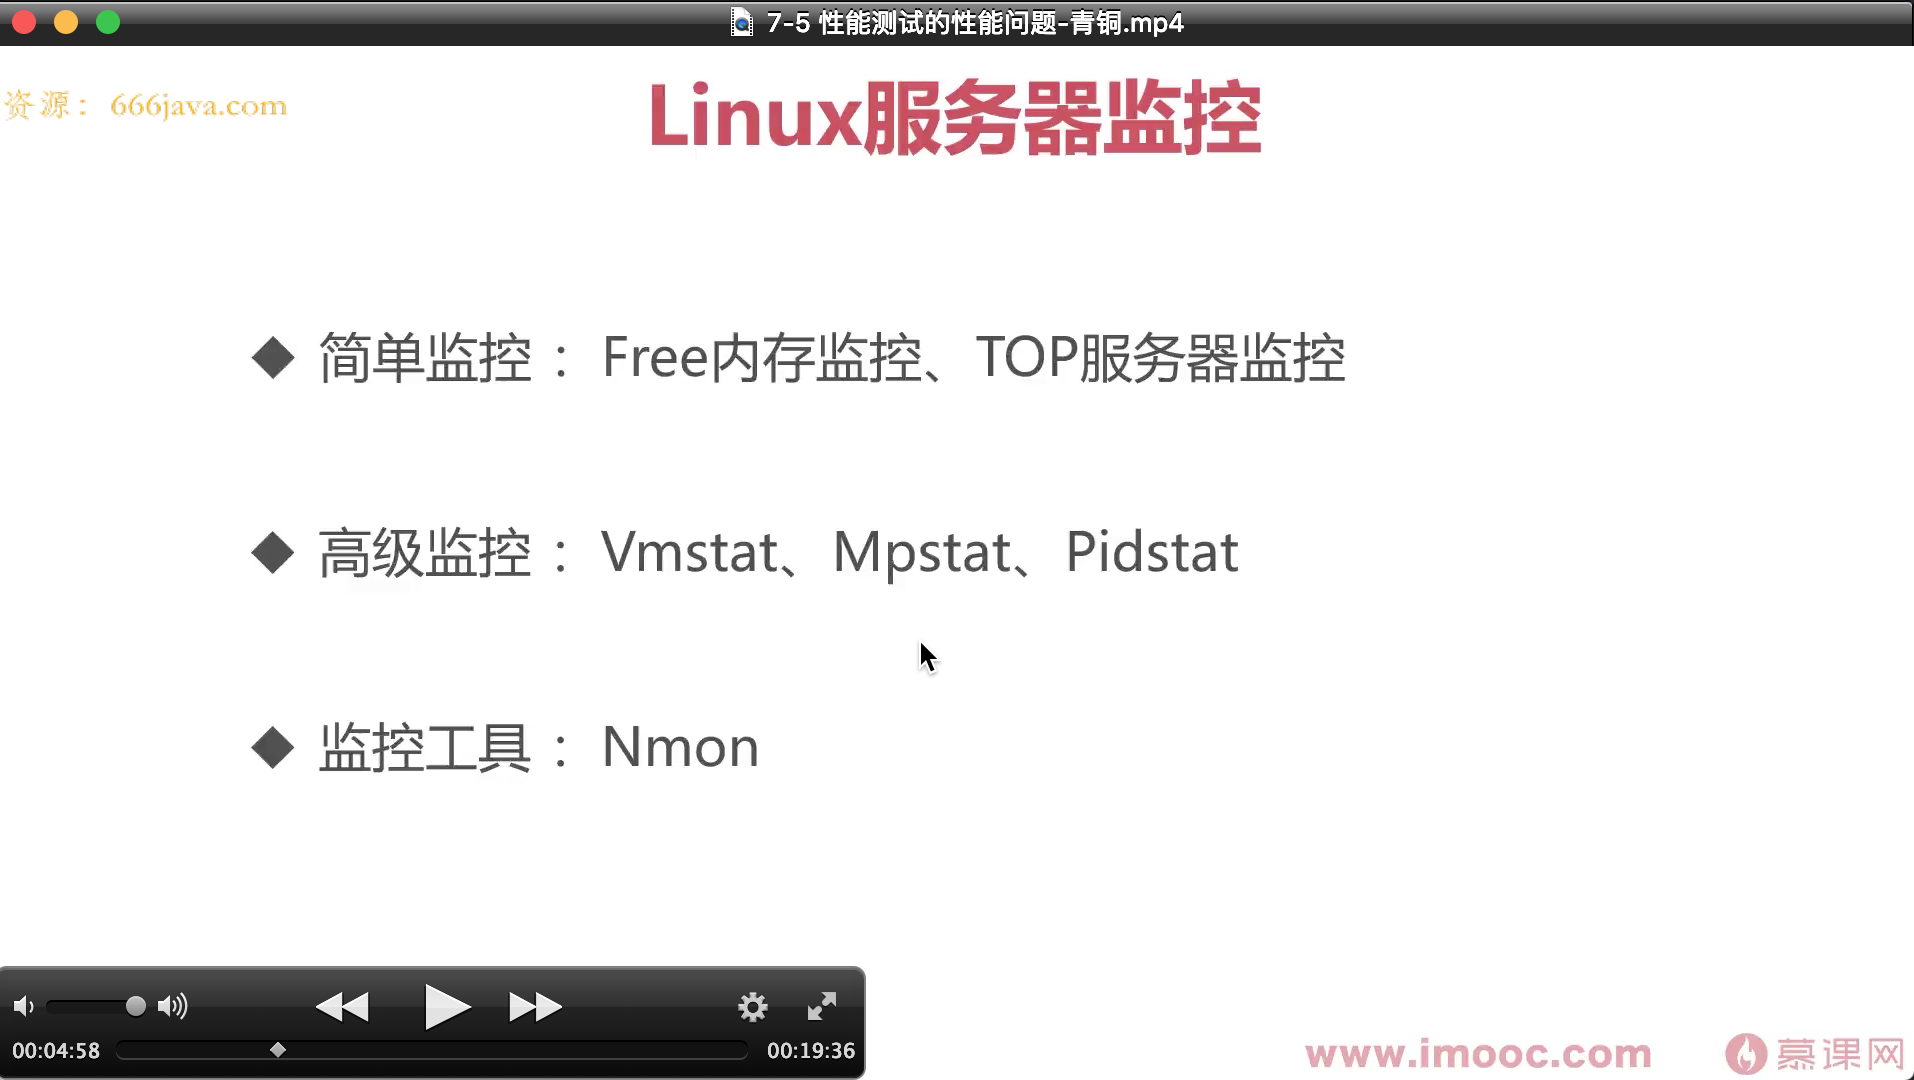 7-5 性能测试的性能问题-青铜.mp4
资源：666java.com
Linux服务器监控
◆ 简单监控：Free内存监控、TOP服务器监控
◆ 高级监控：Vmstat、Mpstat、Pidstat
◆ 监控工具：Nmon
00:04:58
00:19:36
www.imooc.com
慕课网